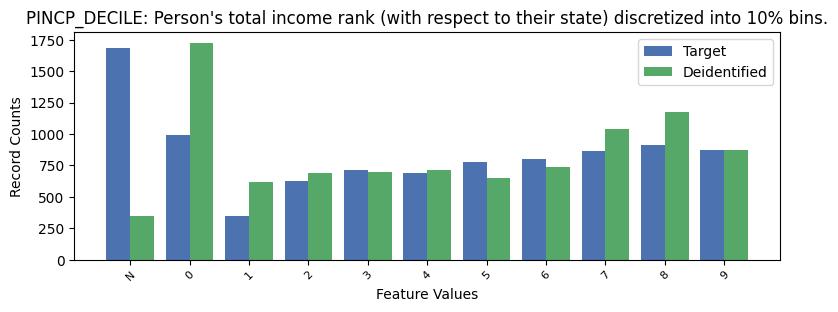 PINCP_DECILE: Person's total income rank (with respect to their state) discretized into 10% bins.
1750
1500
1250
1000
750
500
250
0
Record Counts
Target
Deidentified
N 0 1 2 3 4 5 6 7 8 9
Feature Values